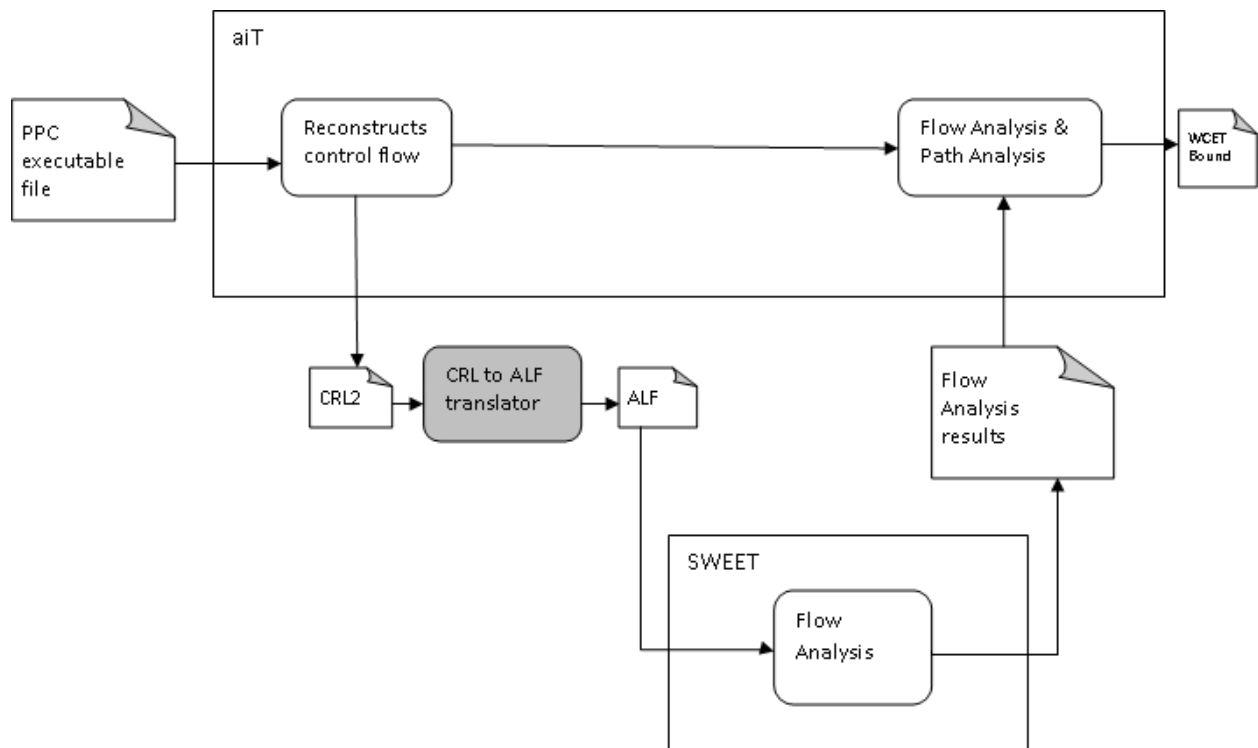 aiT
PPC
executable
file
Reconstructs
control flow
Flow Analysis &
Path Analysis
WCET
Bound
CRL2
CRL to ALF
translator
ALF
Flow
Analysis
results
SWEET
Flow
Analysis